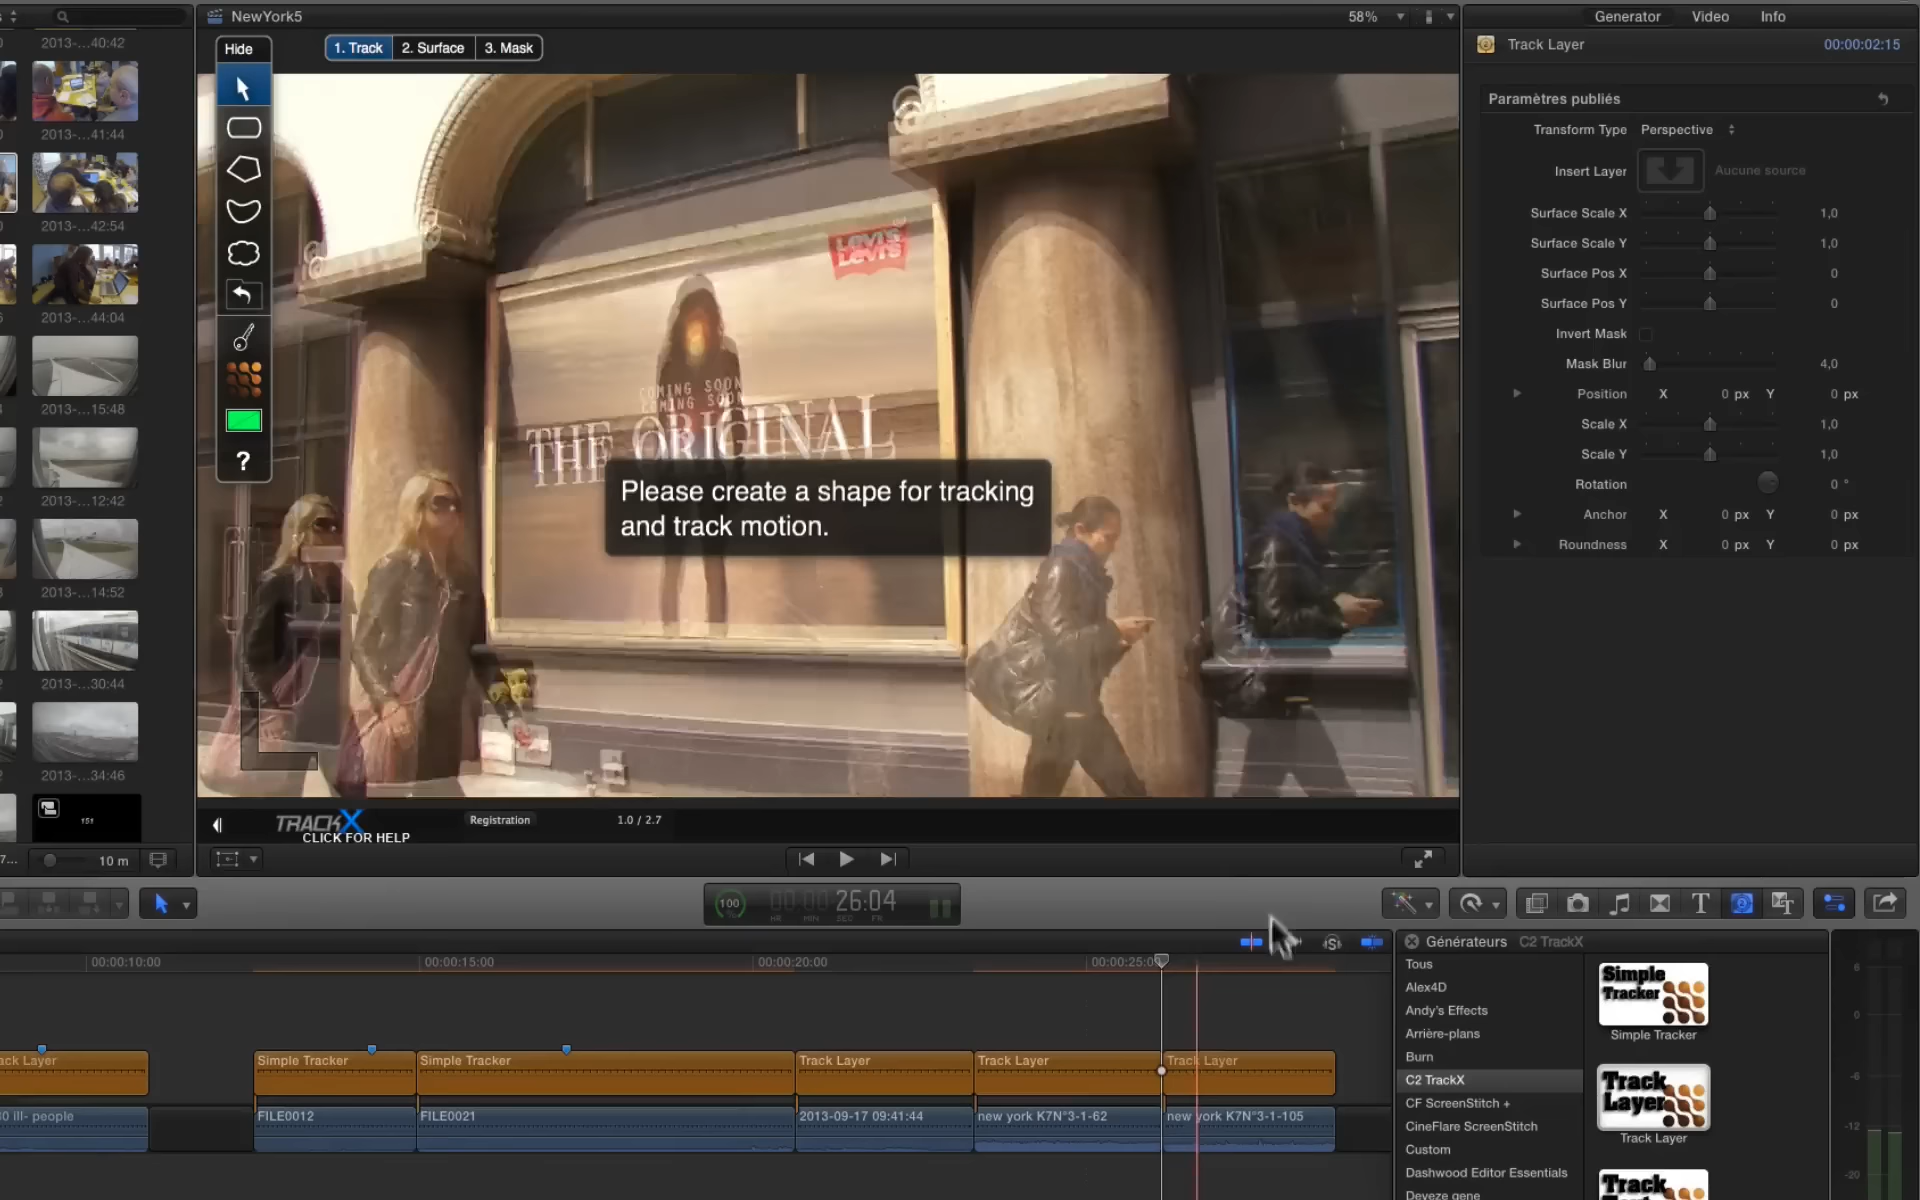 2013-...40:42
2013-...41:44
2013-...42:54
2013-...44:04
2013-...15:48
2013-...12:42
2013-...14:52
2013-...30:44
2013-...34:46
10 m
NewYork5
58%
Hide
1. Track
2. Surface
3. Mask
?
LEVI'S
LEVI'S
COMING SOON
COMING SOON
THE ORIGINAL
Please create a shape for tracking
and track motion.
TRACKX
CLICK FOR HELP
Registration
1.0 / 2.7
Generator
Video
Info
Track Layer
00:00:02:15
Paramètres publiés
Transform Type Perspective
Insert Layer Aucune source
Surface Scale X 1,0
Surface Scale Y 1,0
Surface Pos X 0
Surface Pos Y 0
Invert Mask
Mask Blur 4,0
Position X 0 px Y 0 px
Scale X 1,0
Scale Y 1,0
Rotation 0 °
Anchor X 0 px Y 0 px
Roundness X 0 px Y 0 px
100
26:04
HR MIN SEC FR
00:00:10:00
00:00:15:00
00:00:20:00
00:00:25:0
Simple Tracker
Simple Tracker
Track Layer
Track Layer
Track Layer
FILE0012
FILE0021
2013-09-17 09:41:44
new york K7N°3-1-62
new york K7N°3-1-105
Générateurs C2 TrackX
Tous
Alex4D
Andy's Effects
Arrière-plans
Burn
C2 TrackX
CF ScreenStitch +
CineFlare ScreenStitch
Custom
Dashwood Editor Essentials
Deveze gene
Simple
Tracker
Simple Tracker
Track
Layer
Track Layer
Track
6
0
-6
-12
-20